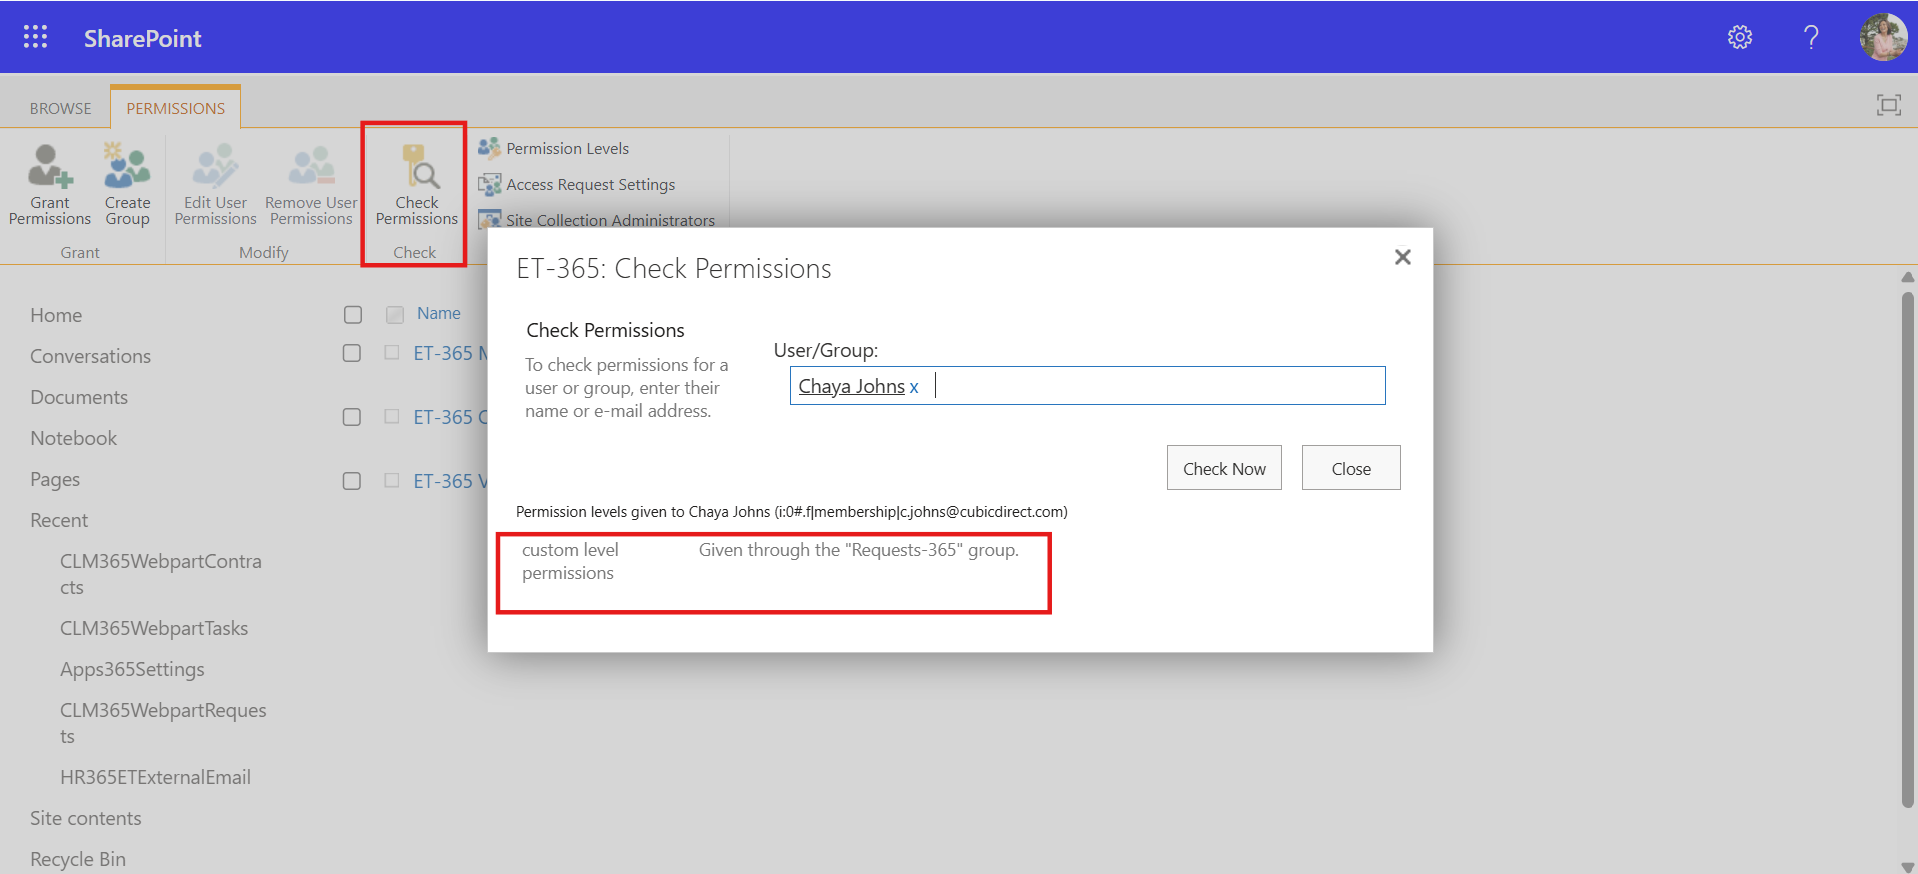 SharePoint
BROWSE
PERMISSIONS
Grant
Permissions
Create
Group
Edit User
Permissions
Remove User
Permissions
Check
Permissions
Permission Levels
Access Request Settings
Site Collection Administrators
Grant
Modify
Check
Home
Conversations
Documents
Notebook
Pages
Recent
CLM365WebpartContra
cts
CLM365WebpartTasks
Apps365Settings
CLM365WebpartReques
ts
HR365ETExternalEmail
Site contents
Recycle Bin
Name
ET-365 M
ET-365 C
ET-365 V
ET-365: Check Permissions
Check Permissions
To check permissions for a
user or group, enter their
name or e-mail address.
User/Group:
Chaya Johns x
Check Now
Close
Permission levels given to Chaya Johns (i:0#.f|membership|c.johns@cubicdirect.com)
custom level
permissions
Given through the "Requests-365" group.